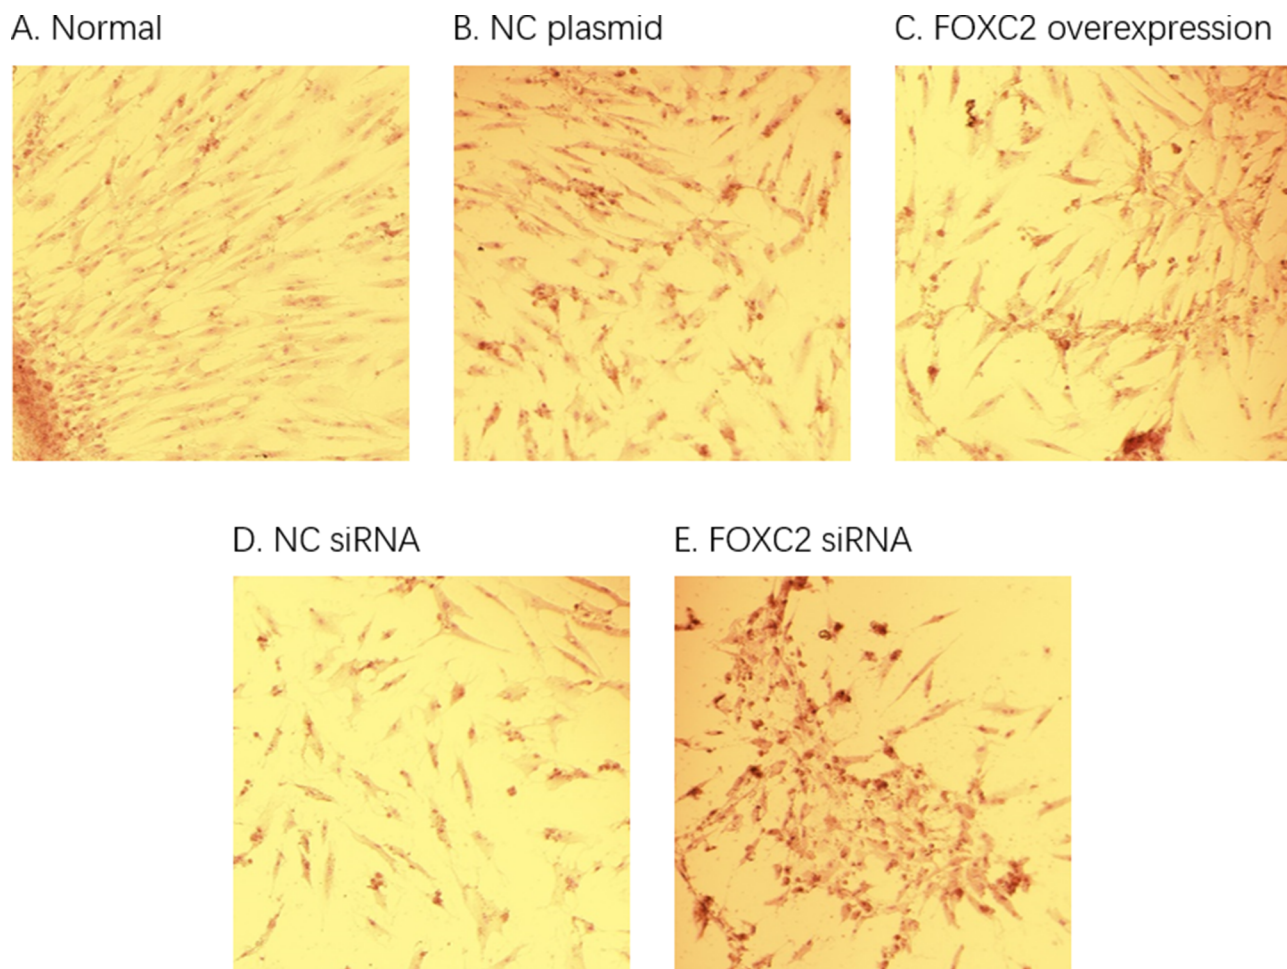 A. Normal
B. NC plasmid
C. FOXC2 overexpression
D. NC siRNA
E. FOXC2 siRNA